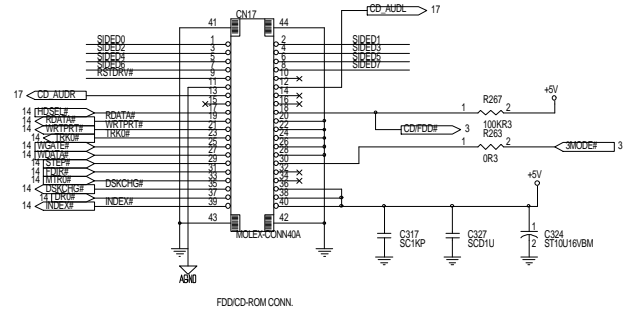 CN17
CD_AUDL 17
41 44
SIDED0 1 2 SIDED1
SIDED2 3 4 SIDED3
SIDED4 5 6 SIDED5
SIDED6 7 8 SIDED7
RSTDRV# 9 10
11 12
17 CD_AUDR 13 14
15 16
14 HDSEL# 17 18
14 RDATA# RDATA# 19 20
14 WRTPRT# WRTPRT# 21 22
14 TRK0# TRK0# 23 24
14 WGATE# 25 26
14 WDATA# 27 28
14 STEP# 29 30
14 FDIR# 31 32
14 MTR0# 33 34
14 DSKCHG# DSKCHG# 35 36
14 DR0# 37 38
14 INDEX# INDEX# 39 40
43 42
MOLEX-CONN40A
AGND
+5V
R267
1 2
100KR3
CD/FDD# 3
R263
1 2
0R3
3MODE# 3
+5V
C317
SC1KP
C327
SCD1U
1
2
C324
ST10U16VBM
FDD/CD-ROM CONN.